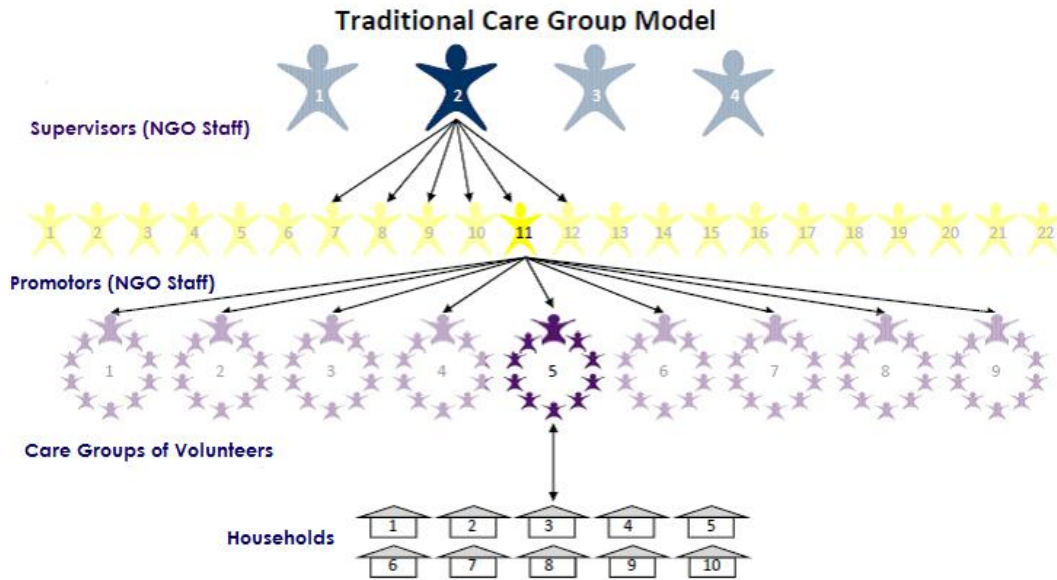 Traditional Care Group Model
1 2 3 4
Supervisors (NGO Staff)
1 2 3 4 5 6 7 8 9 10 11 12 13 14 15 16 17 18 19 20 21 22
Promotors (NGO Staff)
1 2 3 4 5 6 7 8 9
Care Groups of Volunteers
1 2 3 4 5
Households
6 7 8 9 10